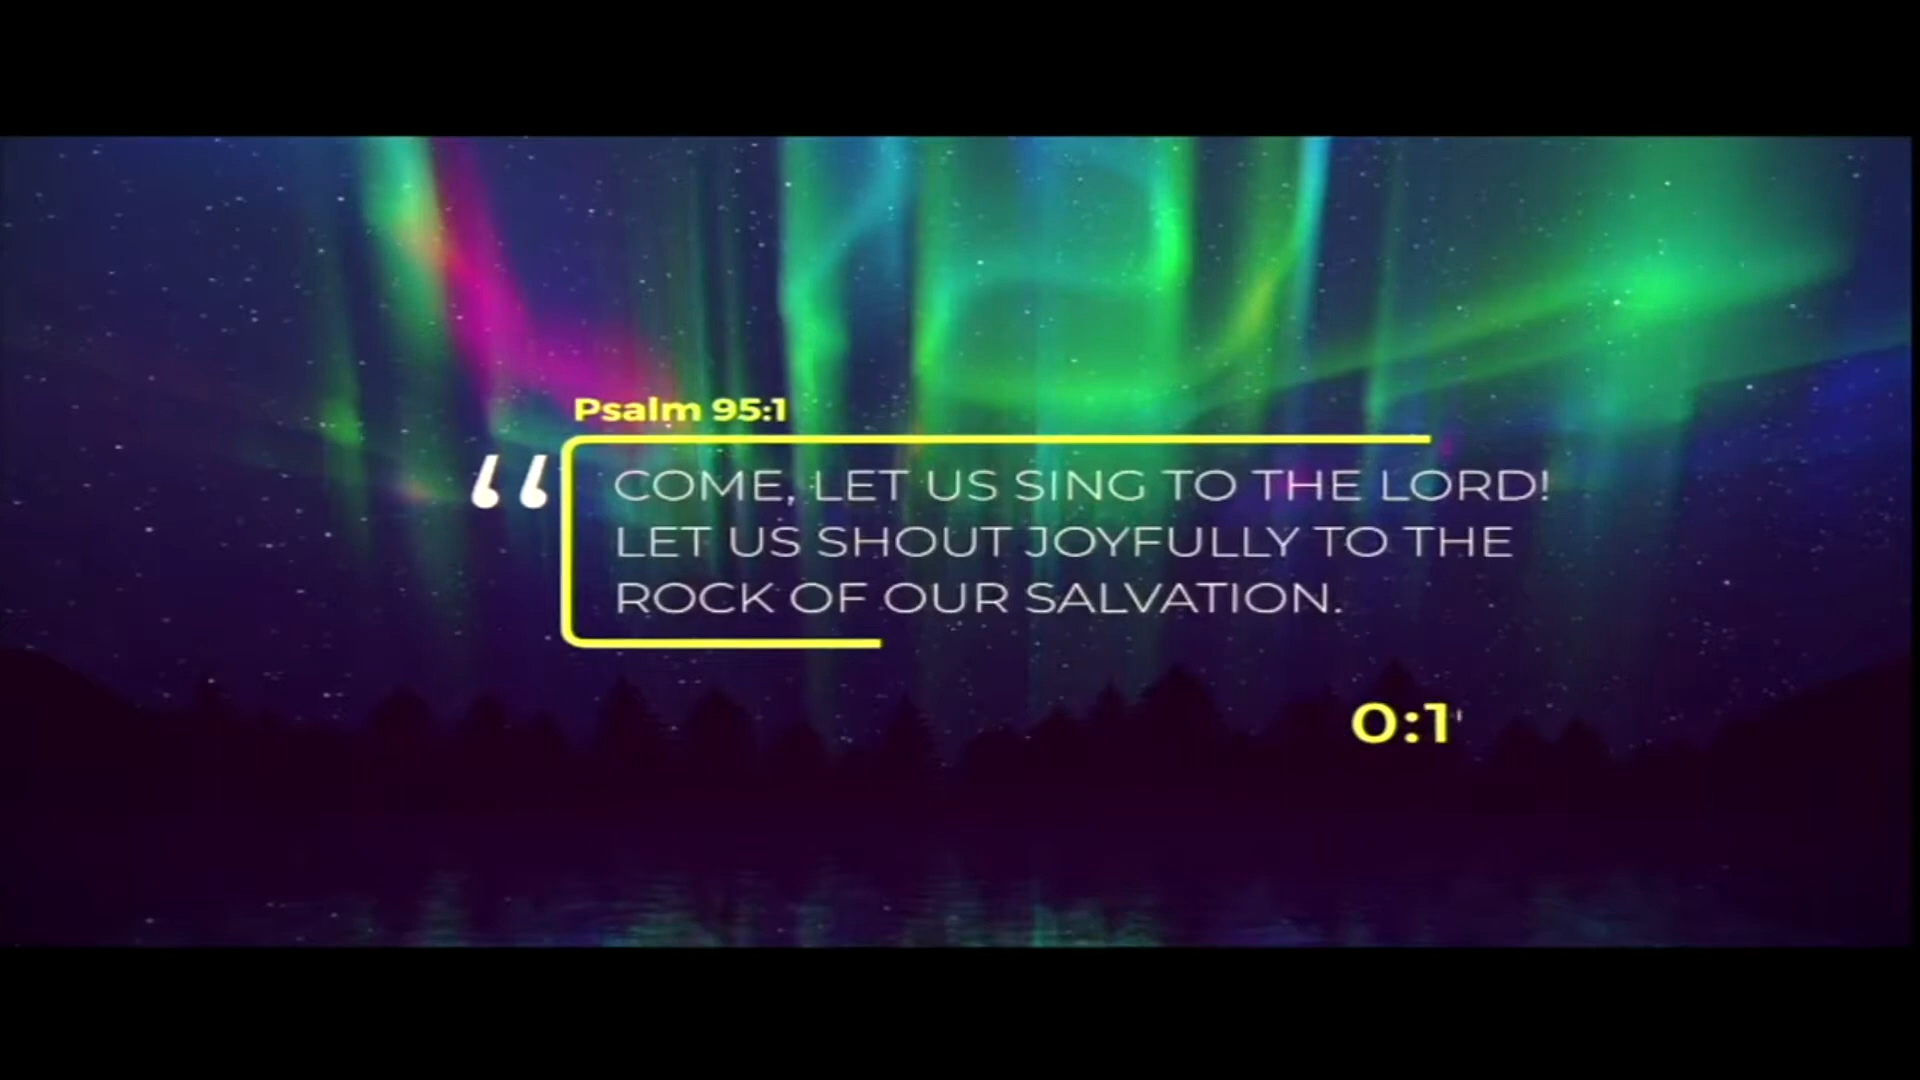 Psalm 95:1
“ COME, LET US SING TO THE LORD!
LET US SHOUT JOYFULLY TO THE
ROCK OF OUR SALVATION.
0:1